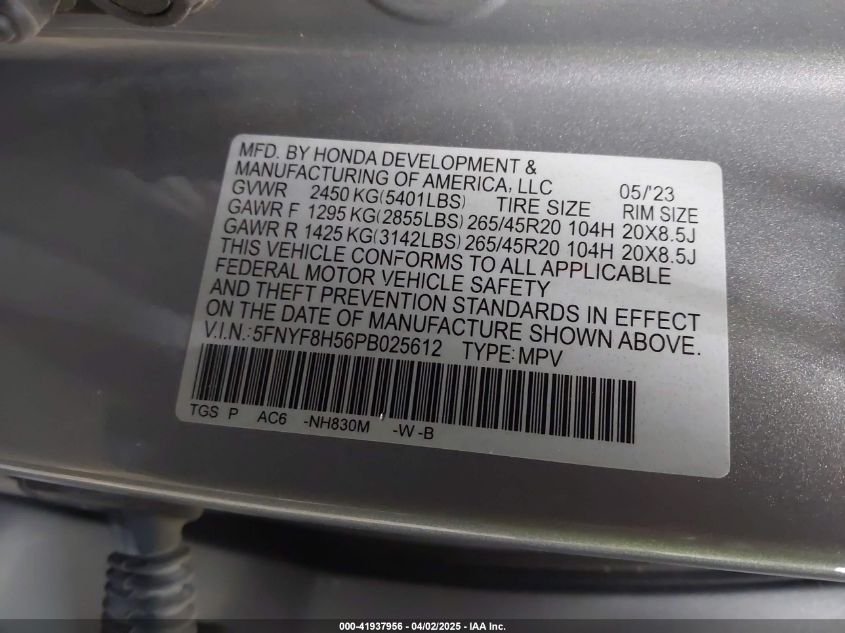 MFD. BY HONDA DEVELOPMENT &
MANUFACTURING OF AMERICA, LLC 05/'23
GVWR 2450 KG(5401LBS) TIRE SIZE RIM SIZE
GAWR F 1295 KG(2855LBS) 265/45R20 104H 20X8.5J
GAWR R 1425 KG(3142LBS) 265/45R20 104H 20X8.5J
THIS VEHICLE CONFORMS TO ALL APPLICABLE
FEDERAL MOTOR VEHICLE SAFETY
AND THEFT PREVENTION STANDARDS IN EFFECT
ON THE DATE OF MANUFACTURE SHOWN ABOVE.
V.I.N.: 5FNYF8H56PB025612 TYPE: MPV
TGS P AC6 -NH830M -W -B
000-41937956 - 04/02/2025 - IAA Inc.